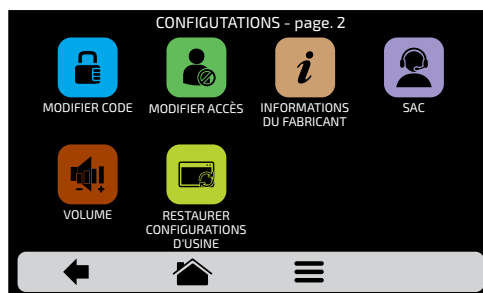 CONFIGUTATIONS - page. 2
MODIFIER CODE
MODIFIER ACCÈS
INFORMATIONS
DU FABRICANT
SAC
VOLUME
RESTAURER
CONFIGURATIONS
D'USINE